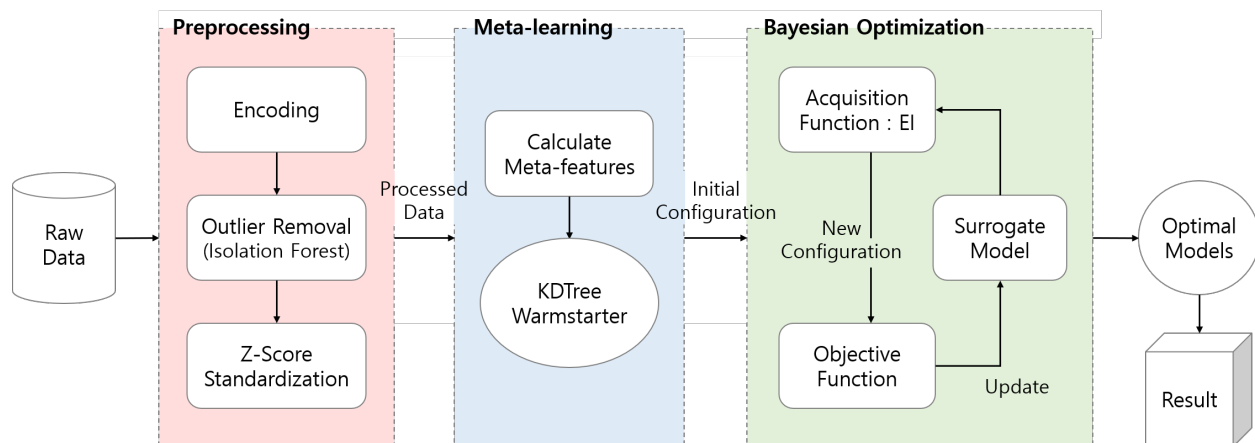 Preprocessing
Meta-learning
Bayesian Optimization
Raw
Data
Encoding
Outlier Removal
(Isolation Forest)
Z-Score
Standardization
Processed
Data
Calculate
Meta-features
KDTree
Warmstarter
Initial
Configuration
Acquisition
Function : EI
New
Configuration
Surrogate
Model
Objective
Function
Update
Optimal
Models
Result